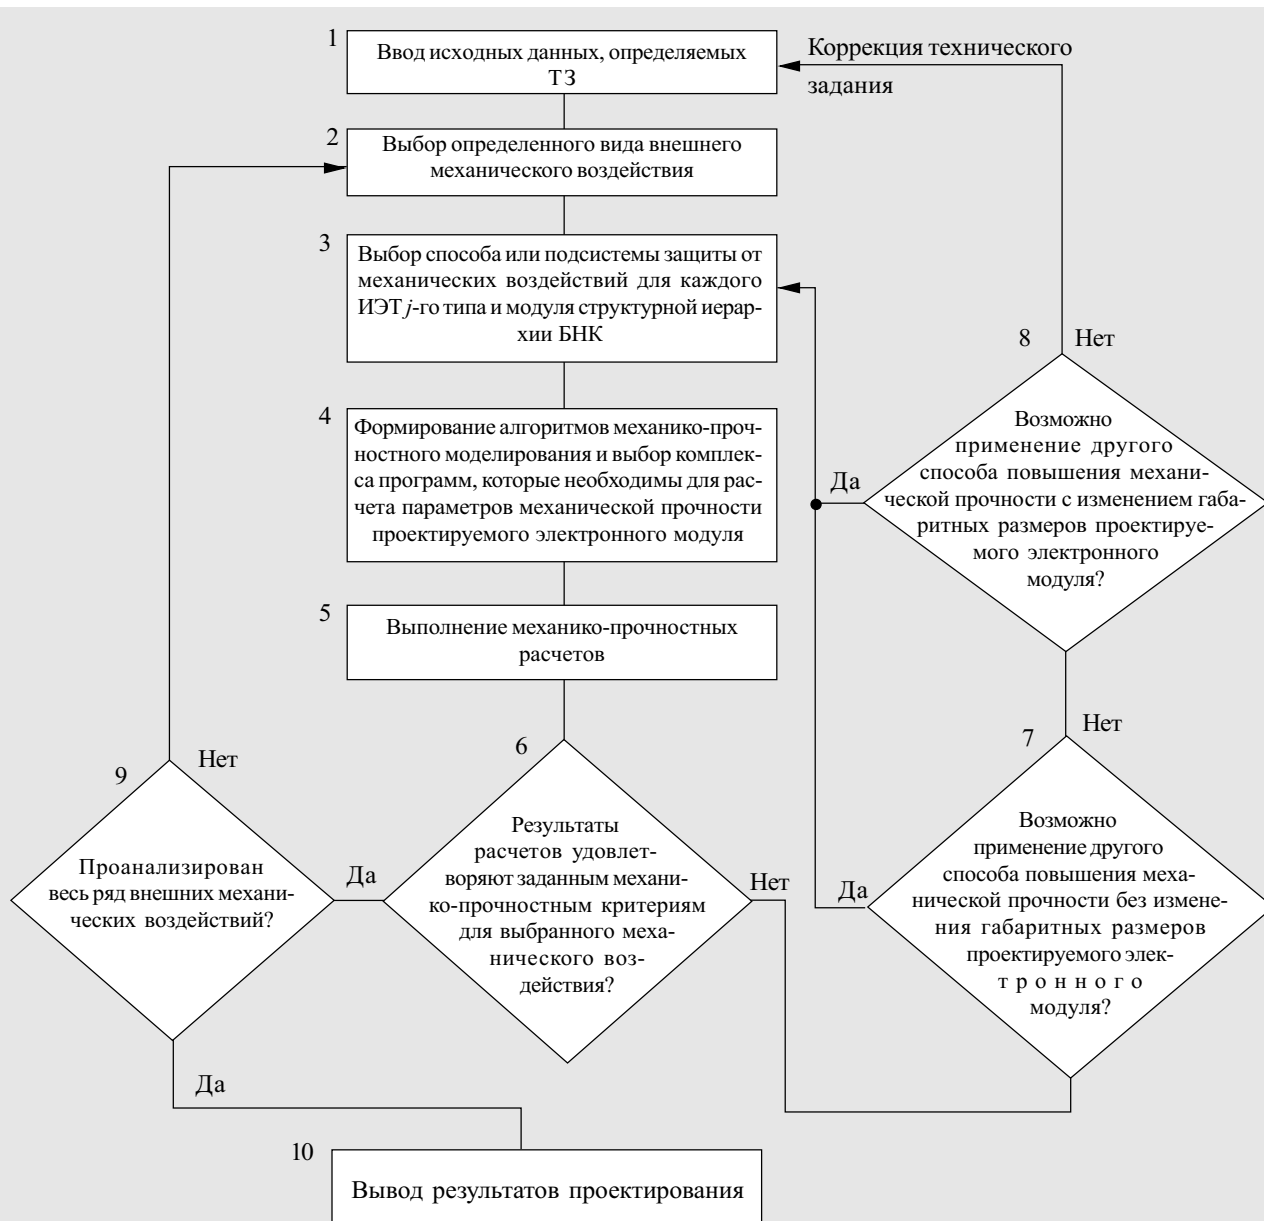 1
Ввод исходных данных, определяемых
ТЗ
Коррекция технического
задания
2
Выбор определенного вида внешнего
механического воздействия
3
Выбор способа или подсистемы защиты от
механических воздействий для каждого
ИЭТ j-го типа и модуля структурной иерар-
хии БНК
4
Формирование алгоритмов механико-проч-
ностного моделирования и выбор комплек-
са программ, которые необходимы для рас-
чета параметров механической прочности
проектируемого электронного модуля
5
Выполнение механико-прочностных
расчетов
6
Результаты
расчетов удовлет-
воряют заданным механи-
ко-прочностным критериям
для выбранного меха-
нического воз-
действия?
Да
Нет
7
Нет
Возможно
применение другого
способа повышения меха-
нической прочности без измене-
ния габаритных размеров
проектируемого элек-
тронного
модуля?
Да
8
Нет
Возможно
применение другого
способа повышения механи-
ческой прочности с изменением габа-
ритных размеров проектируе-
мого электронного
модуля?
Да
9
Нет
Проанализирован
весь ряд внешних механи-
ческих воздействий?
Да
10
Вывод результатов проектирования